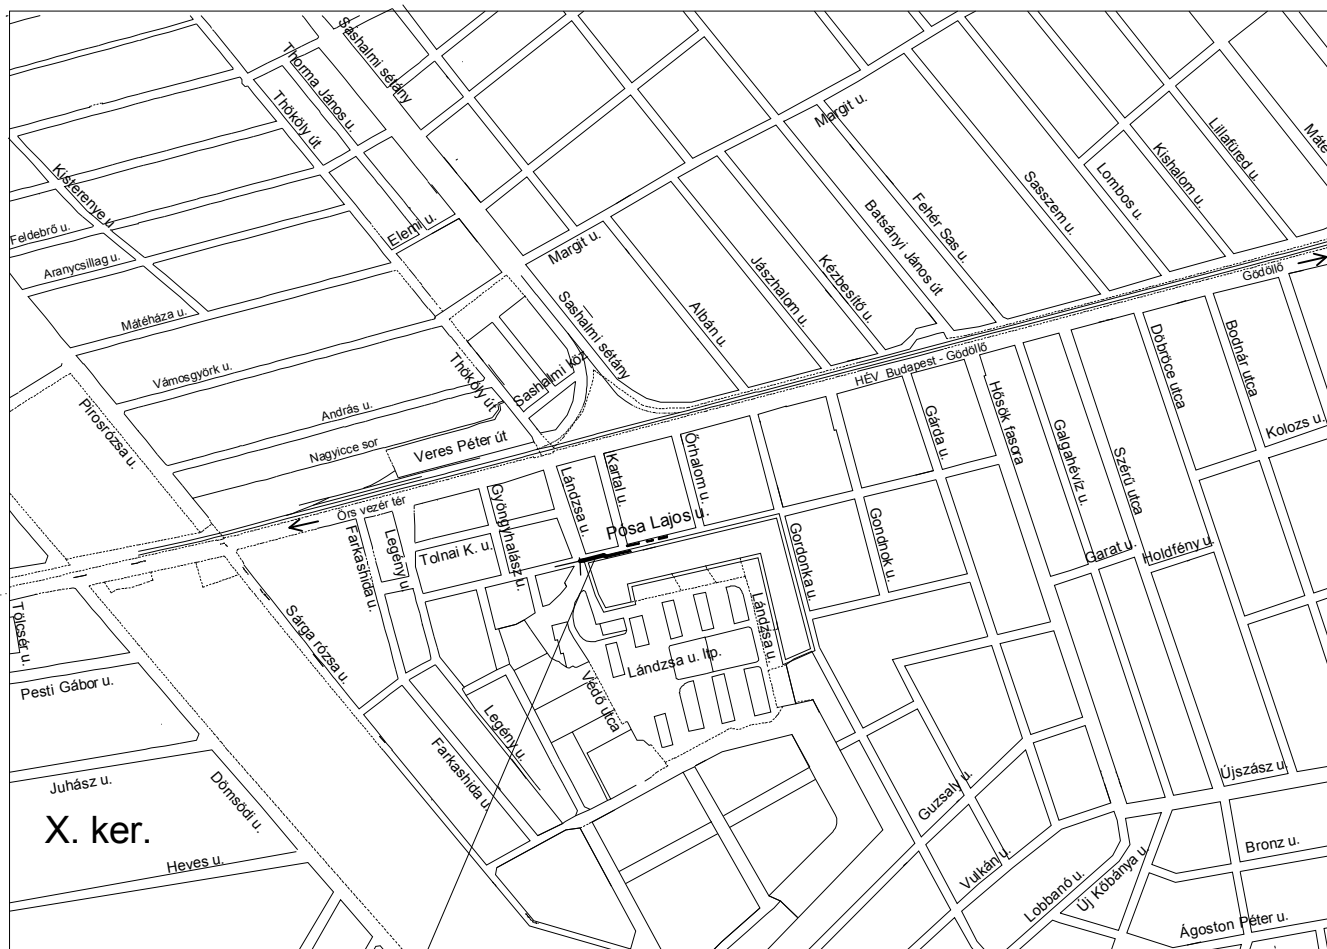 Sashalmi sétány
Thorma János u.
Thököly út
Margit u.
Lillafüred u.
Máté
Kishalom u.
Lombos u.
Sasszem u.
Fehér Sas u.
Batsányi János út
Kisterenye u
Feldebrő u.
Elemi u.
Aranycsillag u.
Margit u.
Gödöllő
Jászhalom u.
Kézbesítő u.
Albán u.
Sashalmi sétány
Mátéháza u.
Vámosgyörk u.
Thököly út
Sashalmi köz
HÉV Budapest - Gödöllő
Döbröce utca
Bodnár utca
Pirosrózsa u.
András u.
Nagyicce sor
Veres Péter út
Gárda u.
Hősök fasora
Galgahévíz u.
Szérű utca
Kolozs u.
Őrs vezér tér
Farkashida u.
Legény u.
Tolnai K. u.
Gyöngyhalász u.
Lándzsa u.
Kartal u.
Őrhalom u.
Pósa Lajos u.
Gordonka u.
Gondnok u.
Garat u.
Holdfény u.
Tölcsér u.
Sárga rózsa u.
Lándzsa u.
Lándzsa u. ltp.
Pesti Gábor u.
Védő utca
Legény u.
Farkashida u.
Juhász u.
Dömsödi u.
Újszász u
Guzsaly u.
X. ker.
Heves u.
Vulkán u.
Lobbanó u.
Új Kőbánya u
Bronz u.
Ágoston Péter u.